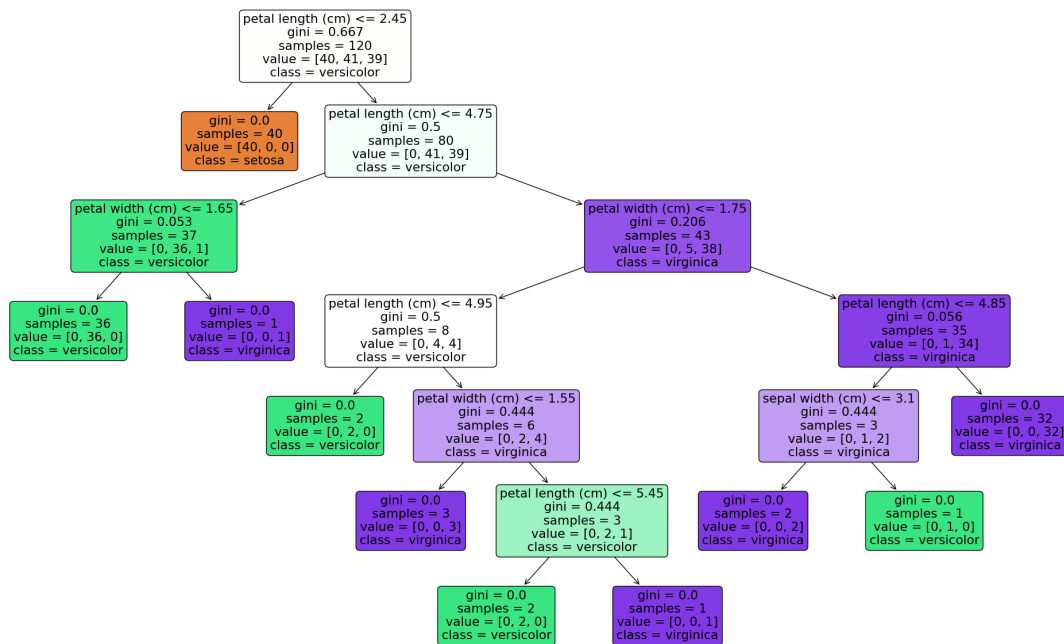 petal length (cm) <= 2.45
gini = 0.667
samples = 120
value = [40, 41, 39]
class = versicolor
gini = 0.0
samples = 40
value = [40, 0, 0]
class = setosa
petal length (cm) <= 4.75
gini = 0.5
samples = 80
value = [0, 41, 39]
class = versicolor
petal width (cm) <= 1.65
gini = 0.053
samples = 37
value = [0, 36, 1]
class = versicolor
petal width (cm) <= 1.75
gini = 0.206
samples = 43
value = [0, 5, 38]
class = virginica
gini = 0.0
samples = 36
value = [0, 36, 0]
class = versicolor
gini = 0.0
samples = 1
value = [0, 0, 1]
class = virginica
petal length (cm) <= 4.95
gini = 0.5
samples = 8
value = [0, 4, 4]
class = versicolor
petal length (cm) <= 4.85
gini = 0.056
samples = 35
value = [0, 1, 34]
class = virginica
gini = 0.0
samples = 2
value = [0, 2, 0]
class = versicolor
petal width (cm) <= 1.55
gini = 0.444
samples = 6
value = [0, 2, 4]
class = virginica
sepal width (cm) <= 3.1
gini = 0.444
samples = 3
value = [0, 1, 2]
class = virginica
gini = 0.0
samples = 32
value = [0, 0, 32]
class = virginica
gini = 0.0
samples = 3
value = [0, 0, 3]
class = virginica
petal length (cm) <= 5.45
gini = 0.444
samples = 3
value = [0, 2, 1]
class = versicolor
gini = 0.0
samples = 2
value = [0, 0, 2]
class = virginica
gini = 0.0
samples = 1
value = [0, 1, 0]
class = versicolor
gini = 0.0
samples = 2
value = [0, 2, 0]
class = versicolor
gini = 0.0
samples = 1
value = [0, 0, 1]
class = virginica